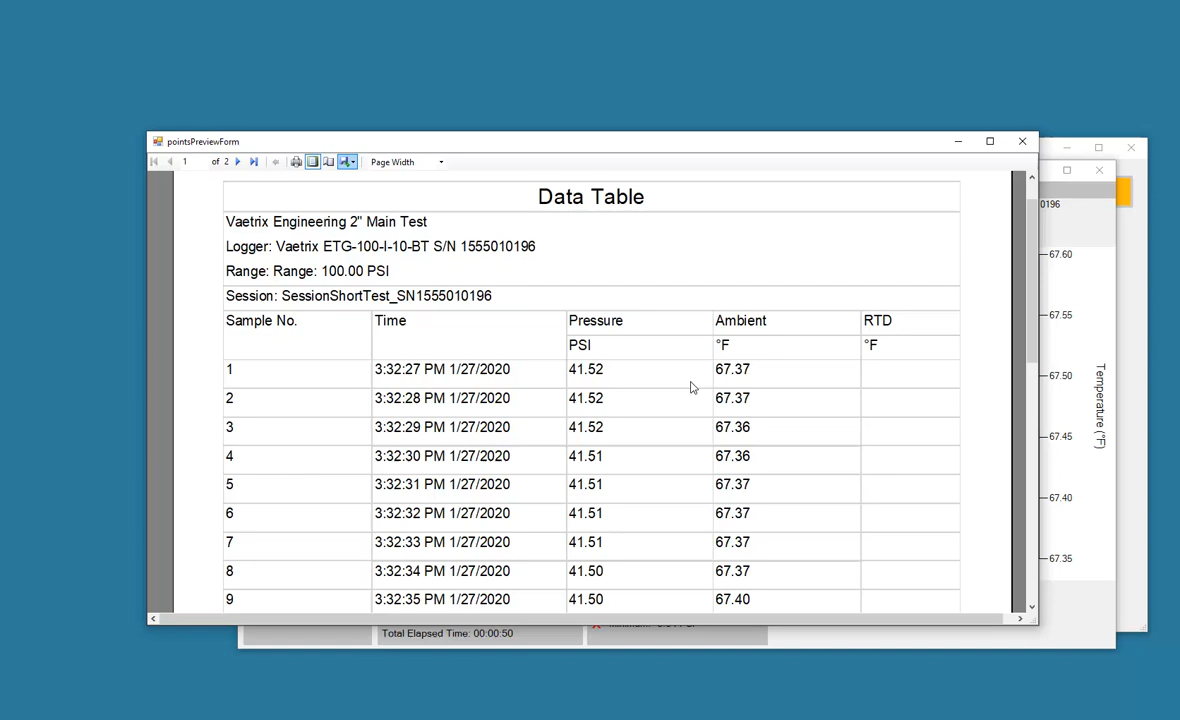 pointsPreviewForm
1 of 2 Page Width
Data Table
Vaetrix Engineering 2" Main Test
Logger: Vaetrix ETG-100-I-10-BT S/N 1555010196
Range: Range: 100.00 PSI
Session: SessionShortTest_SN1555010196
Sample No. Time Pressure Ambient RTD
PSI °F °F
1 3:32:27 PM 1/27/2020 41.52 67.37
2 3:32:28 PM 1/27/2020 41.52 67.37
3 3:32:29 PM 1/27/2020 41.52 67.36
4 3:32:30 PM 1/27/2020 41.51 67.36
5 3:32:31 PM 1/27/2020 41.51 67.37
6 3:32:32 PM 1/27/2020 41.51 67.37
7 3:32:33 PM 1/27/2020 41.51 67.37
8 3:32:34 PM 1/27/2020 41.50 67.37
9 3:32:35 PM 1/27/2020 41.50 67.40
Total Elapsed Time: 00:00:50
0196
67.60
67.55
67.50
67.45
67.40
67.35
Temperature (°F)